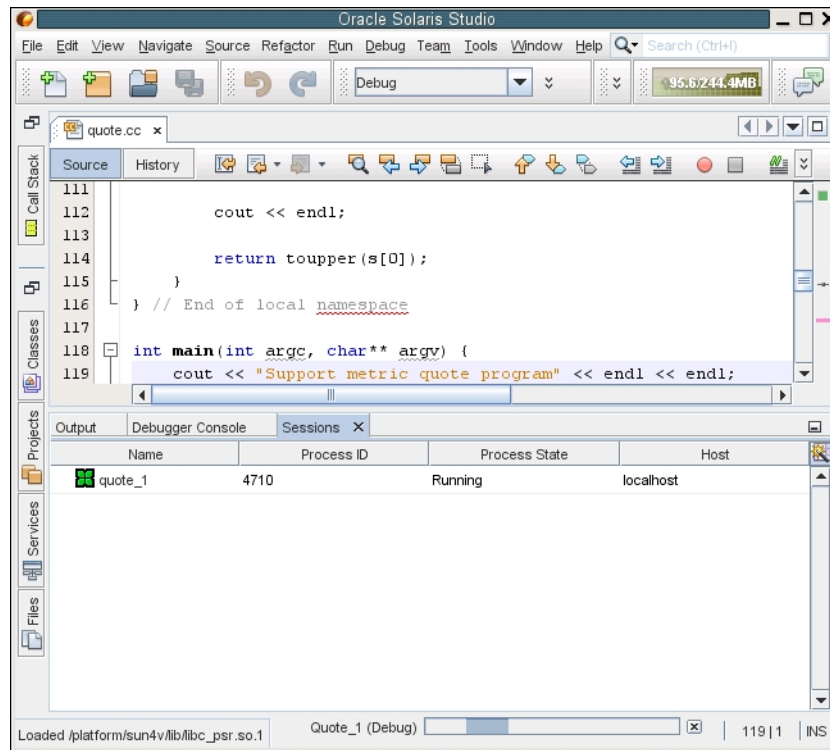 Oracle Solaris Studio
File Edit View Navigate Source Refactor Run Debug Team Tools Window Help Search (Ctrl+I)
Debug 95.6/244.4MB
quote.cc x
Source History
Call Stack
Classes
Projects
Services
Files
111
112 cout << endl;
113
114 return toupper(s[0]);
115 }
116 } // End of local namespace
117
118 int main(int argc, char** argv) {
119 cout << "Support metric quote program" << endl << endl;
Output Debugger Console Sessions X
Name Process ID Process State Host
quote_1 4710 Running localhost
Loaded /platform/sun4v/lib/libc_psr.so.1 Quote_1 (Debug) 119|1 INS